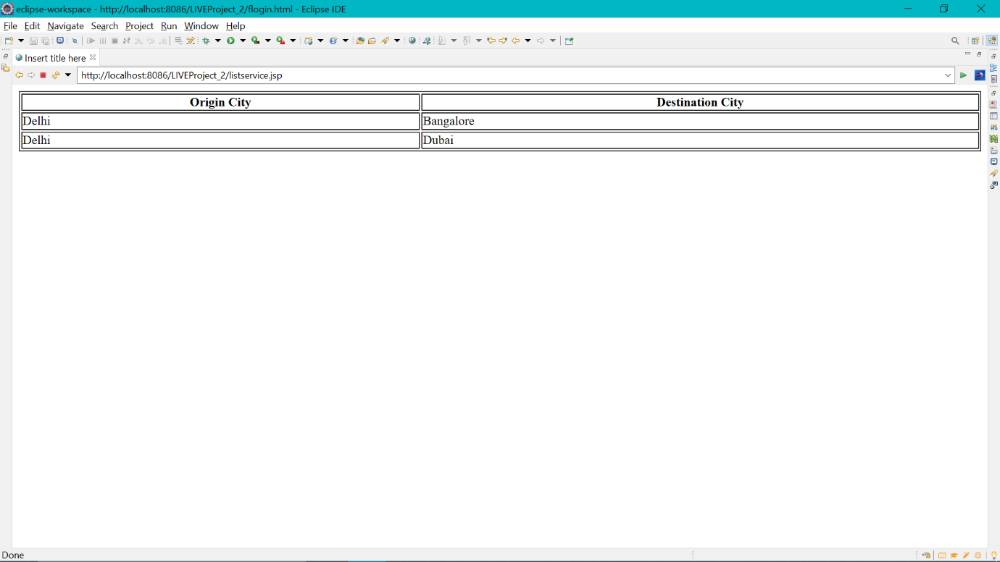 eclipse-workspace - http://localhost:8086/LIVEProject_2/flogin.html - Eclipse IDE
File Edit Navigate Search Project Run Window Help
Insert title here
http://localhost:8086/LIVEProject_2/listservice.jsp
Origin City Destination City
Delhi Bangalore
Delhi Dubai
Done